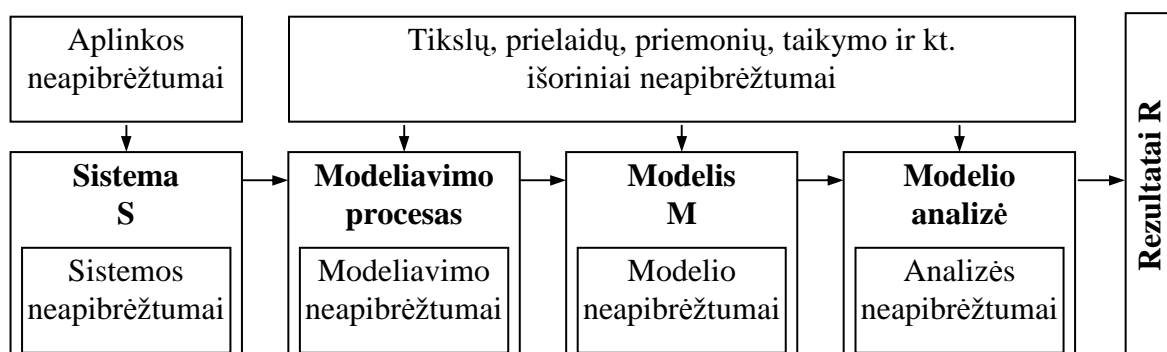 Aplinkos
neapibrėžtumai
Tikslų, prielaidų, priemonių, taikymo ir kt.
išoriniai neapibrėžtumai
Sistema
S
Sistemos
neapibrėžtumai
Modeliavimo
procesas
Modeliavimo
neapibrėžtumai
Modelis
M
Modelio
neapibrėžtumai
Modelio
analizė
Analizės
neapibrėžtumai
Rezultatai R